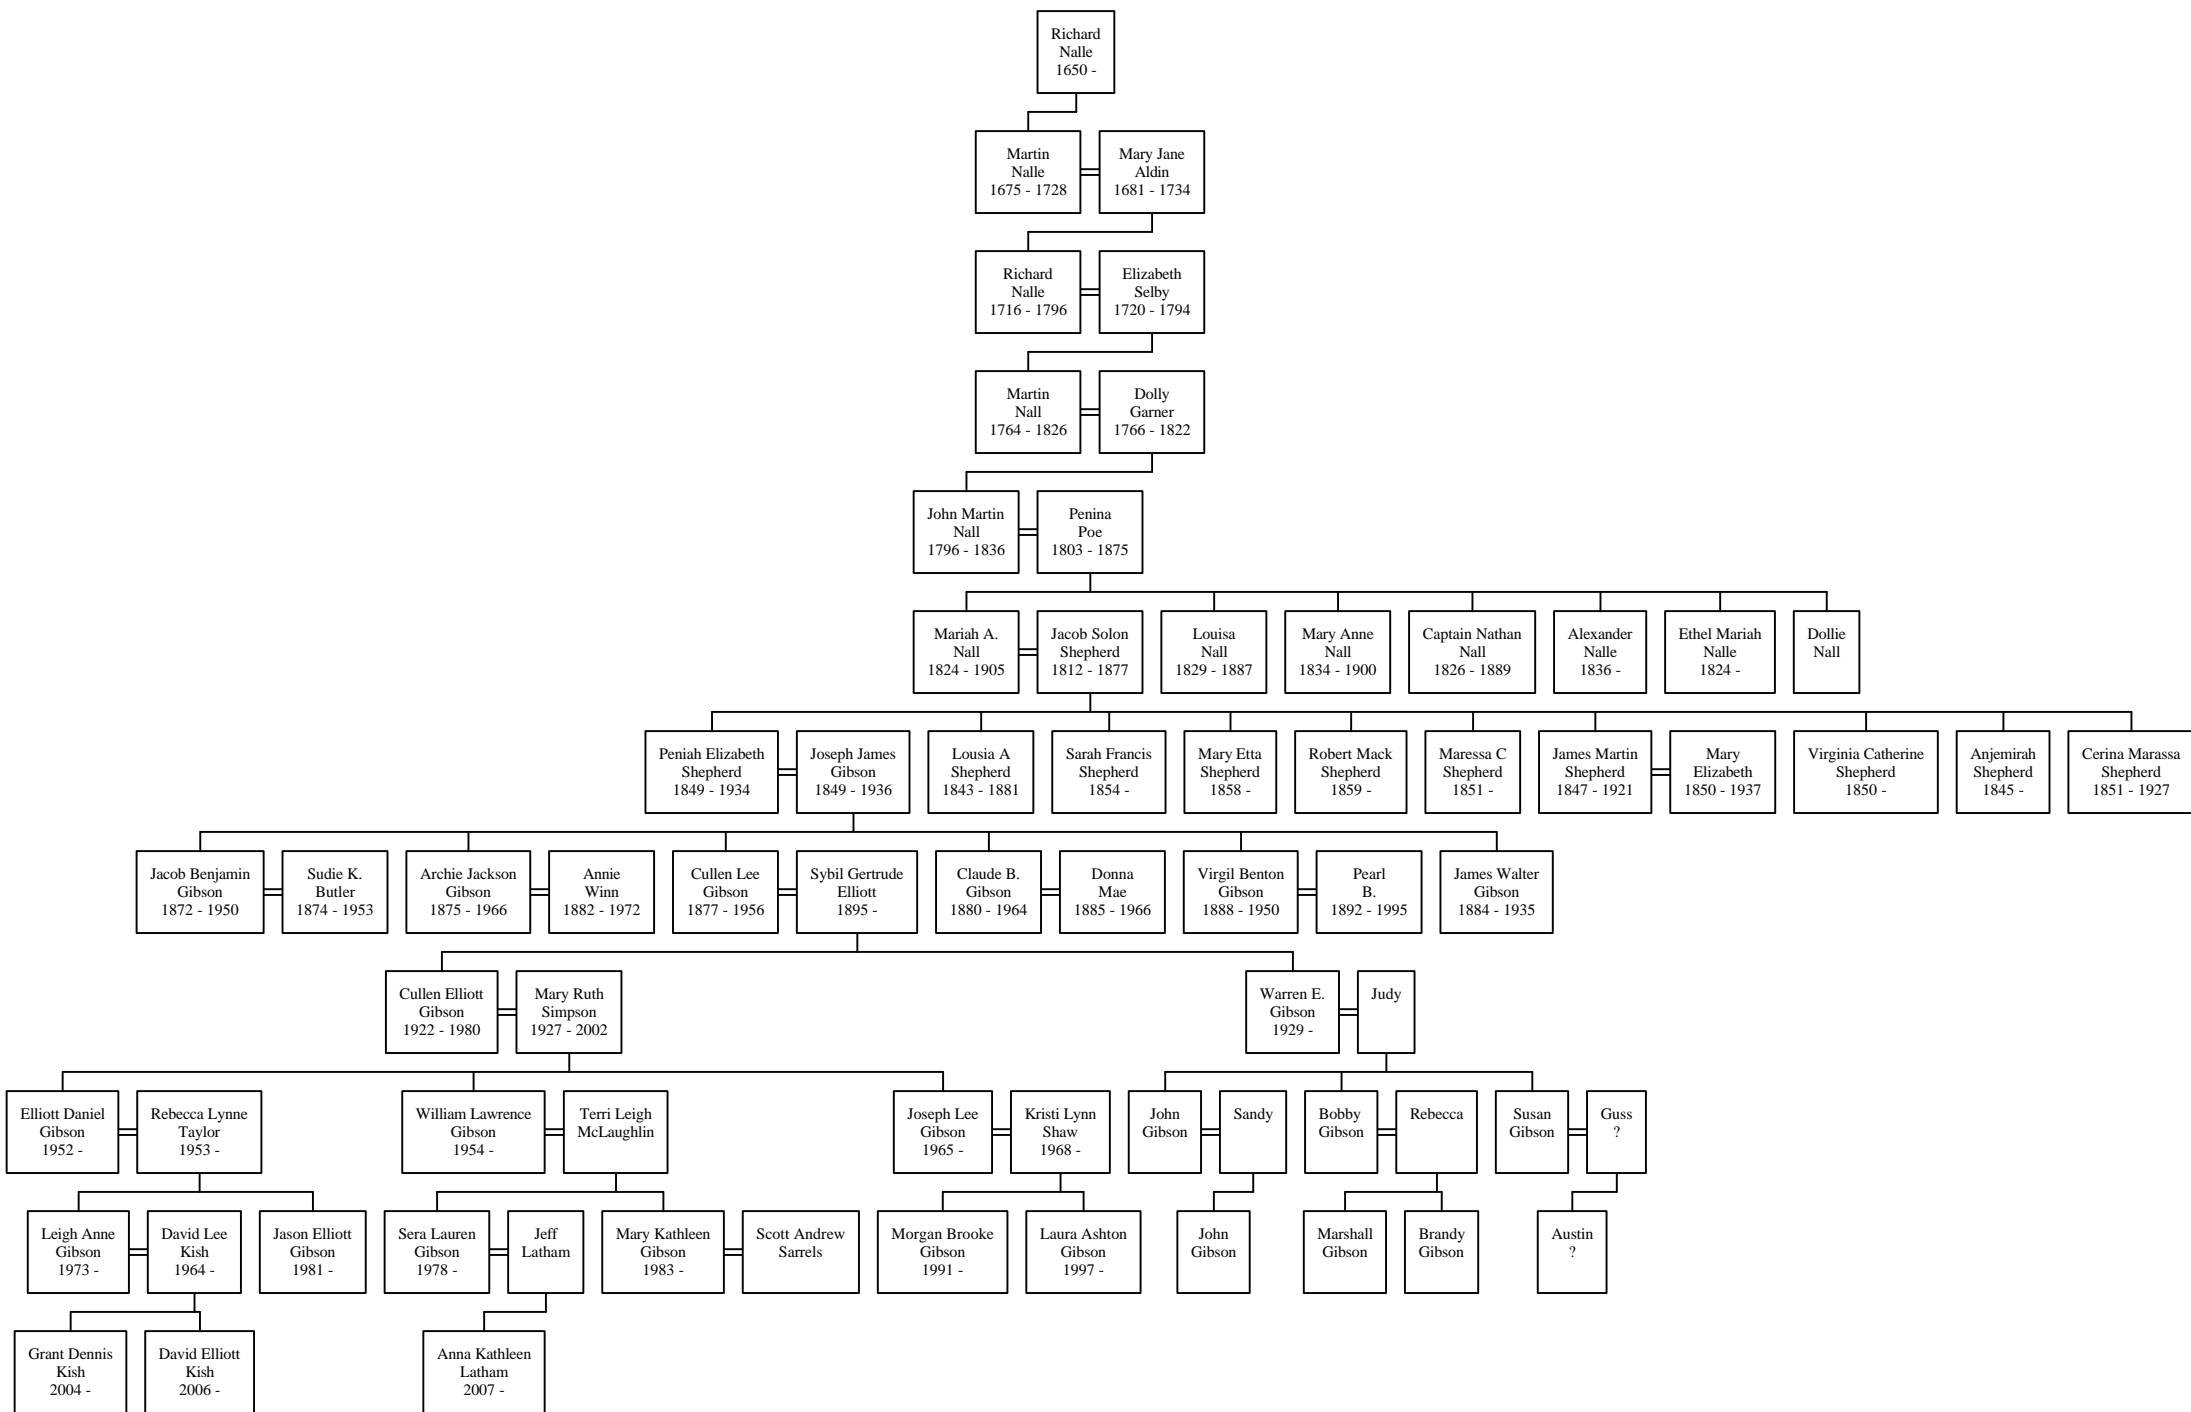 Richard
Nalle
1650 -
Martin
Nalle
1675 - 1728
Mary Jane
Aldin
1681 - 1734
Richard
Nalle
1716 - 1796
Elizabeth
Selby
1720 - 1794
Martin
Nall
1764 - 1826
Dolly
Garner
1766 - 1822
John Martin
Nall
1796 - 1836
Penina
Poe
1803 - 1875
Mariah A.
Nall
1824 - 1905
Jacob Solon
Shepherd
1812 - 1877
Louisa
Nall
1829 - 1887
Mary Anne
Nall
1834 - 1900
Captain Nathan
Nall
1826 - 1889
Alexander
Nalle
1836 -
Ethel Mariah
Nalle
1824 -
Dollie
Nall
Peniah Elizabeth
Shepherd
1849 - 1934
Joseph James
Gibson
1849 - 1936
Lousia A
Shepherd
1843 - 1881
Sarah Francis
Shepherd
1854 -
Mary Etta
Shepherd
1858 -
Robert Mack
Shepherd
1859 -
Maressa C
Shepherd
1851 -
James Martin
Shepherd
1847 - 1921
Mary
Elizabeth
1850 - 1937
Virginia Catherine
Shepherd
1850 -
Anjemirah
Shepherd
1845 -
Cerina Marassa
Shepherd
1851 - 1927
Jacob Benjamin
Gibson
1872 - 1950
Sudie K.
Butler
1874 - 1953
Archie Jackson
Gibson
1875 - 1966
Annie
Winn
1882 - 1972
Cullen Lee
Gibson
1877 - 1956
Sybil Gertrude
Elliott
1895 -
Claude B.
Gibson
1880 - 1964
Donna
Mae
1885 - 1966
Virgil Benton
Gibson
1888 - 1950
Pearl
B.
1892 - 1995
James Walter
Gibson
1884 - 1935
Cullen Elliott
Gibson
1922 - 1980
Mary Ruth
Simpson
1927 - 2002
Warren E.
Gibson
1929 -
Judy
Elliott Daniel
Gibson
1952 -
Rebecca Lynne
Taylor
1953 -
William Lawrence
Gibson
1954 -
Terri Leigh
McLaughlin
Joseph Lee
Gibson
1965 -
Kristi Lynn
Shaw
1968 -
John
Gibson
Sandy
Bobby
Gibson
Rebecca
Susan
Gibson
Guss
?
Leigh Anne
Gibson
1973 -
David Lee
Kish
1964 -
Jason Elliott
Gibson
1981 -
Sera Lauren
Gibson
1978 -
Jeff
Latham
Mary Kathleen
Gibson
1983 -
Scott Andrew
Sarrels
Morgan Brooke
Gibson
1991 -
Laura Ashton
Gibson
1997 -
John
Gibson
Marshall
Gibson
Brandy
Gibson
Austin
?
Grant Dennis
Kish
2004 -
David Elliott
Kish
2006 -
Anna Kathleen
Latham
2007 -